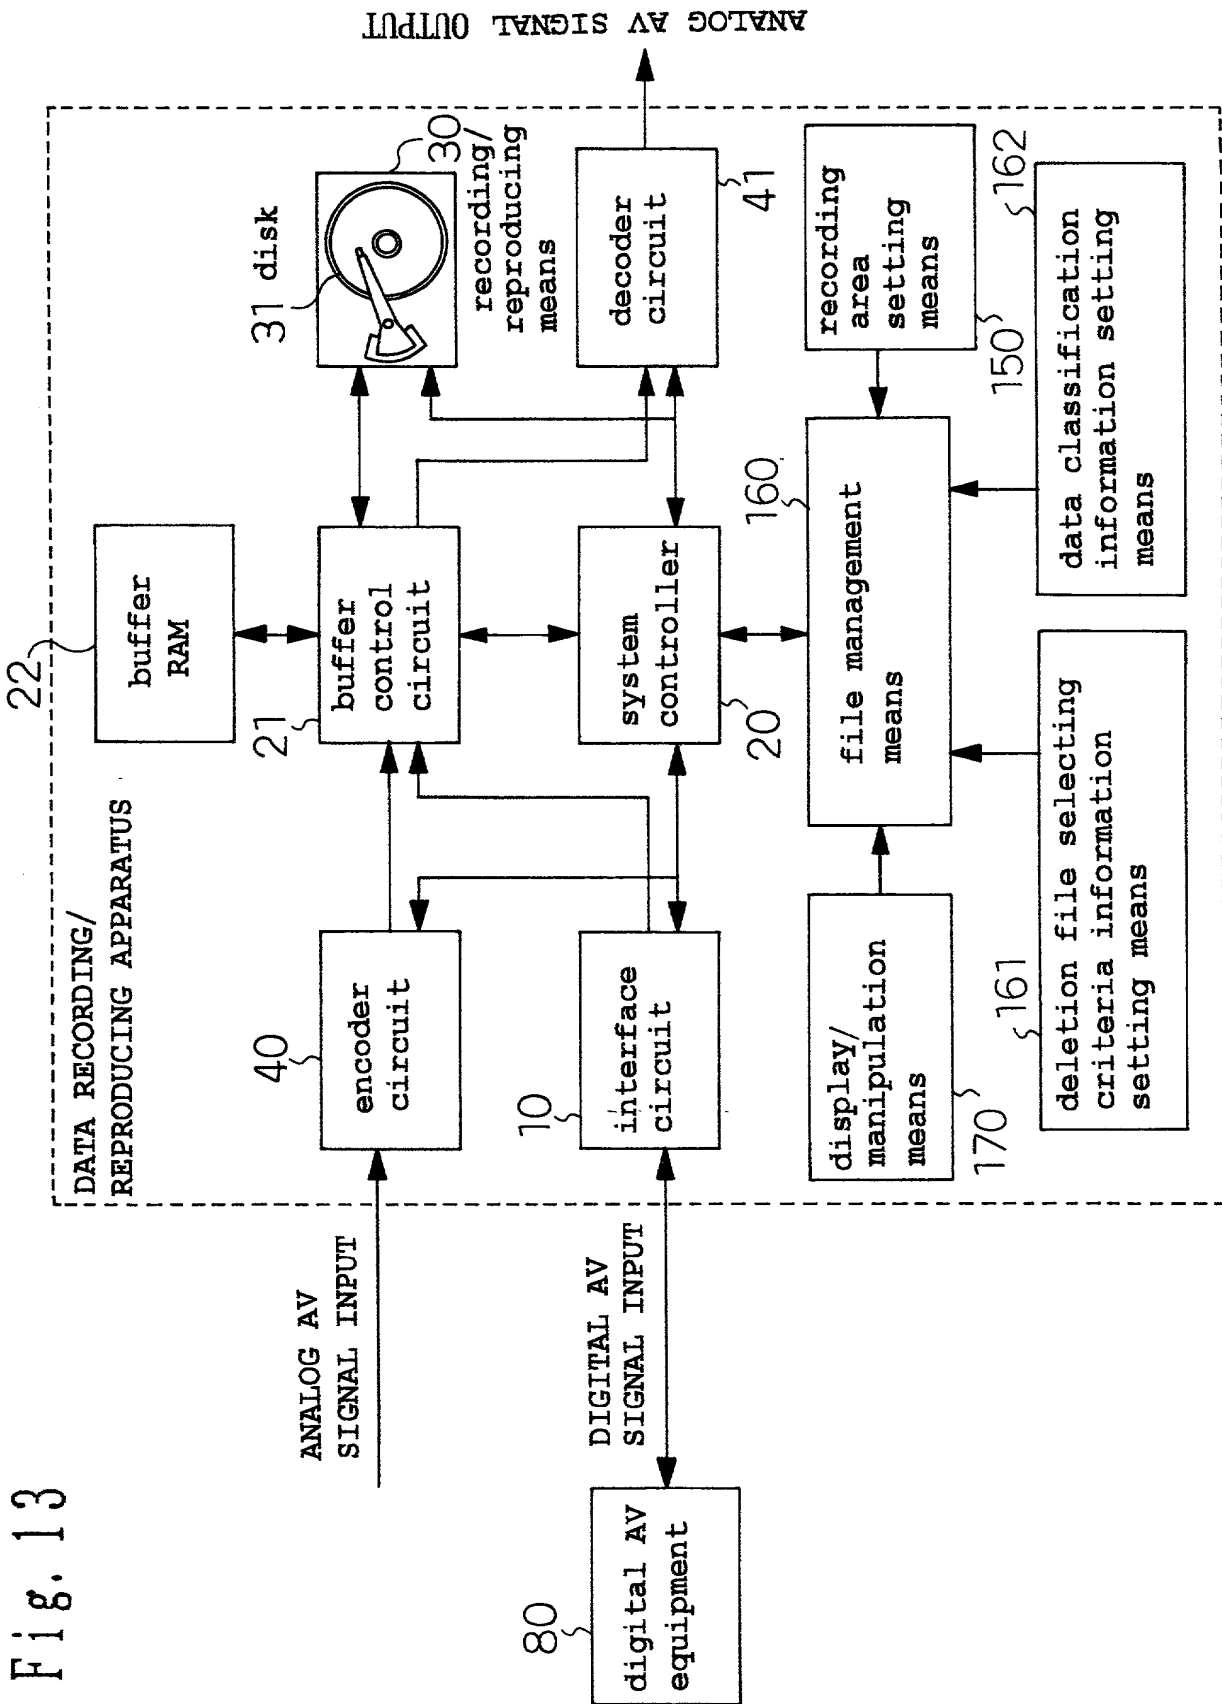 Fig. 13
DATA RECORDING/
REPRODUCING APPARATUS
22
buffer
RAM
31 disk
30
recording/
reproducing
means
ANALOG AV
SIGNAL INPUT
40
encoder
circuit
21
buffer
control
circuit
decoder
circuit
41
ANALOG AV SIGNAL OUTPUT
80
digital AV
equipment
DIGITAL AV
SIGNAL INPUT
10
interface
circuit
system
controller
20
display/
manipulation
means
170
160
file management
means
recording
area
setting
means
150
161
deletion file selecting
criteria information
setting means
162
data classification
information setting
means